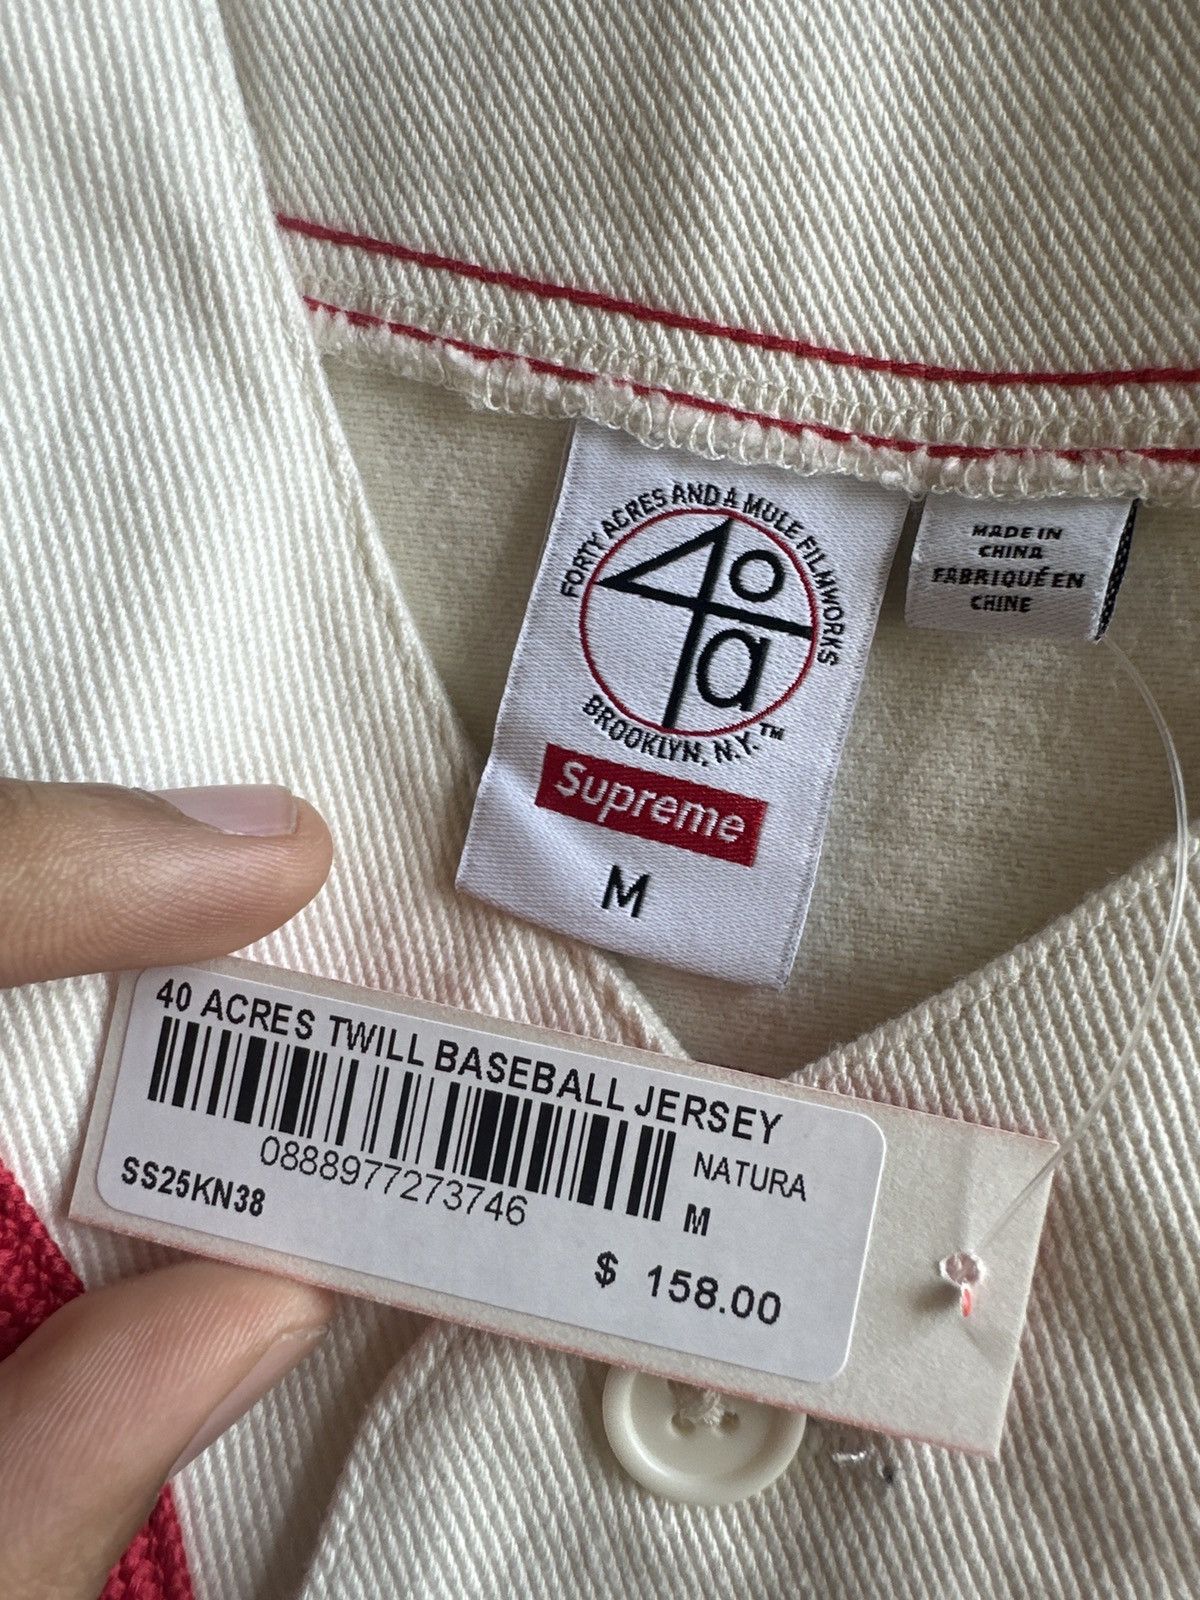 FORTY ACRES AND A MULE FILMWORKS
40
a
BROOKLYN, N.Y.™
Supreme
M
MADE IN
CHINA
FABRIQUÉ EN
CHINE
40 ACRES TWILL BASEBALL JERSEY
0888977273746
NATURA
SS25KN38
M
$ 158.00